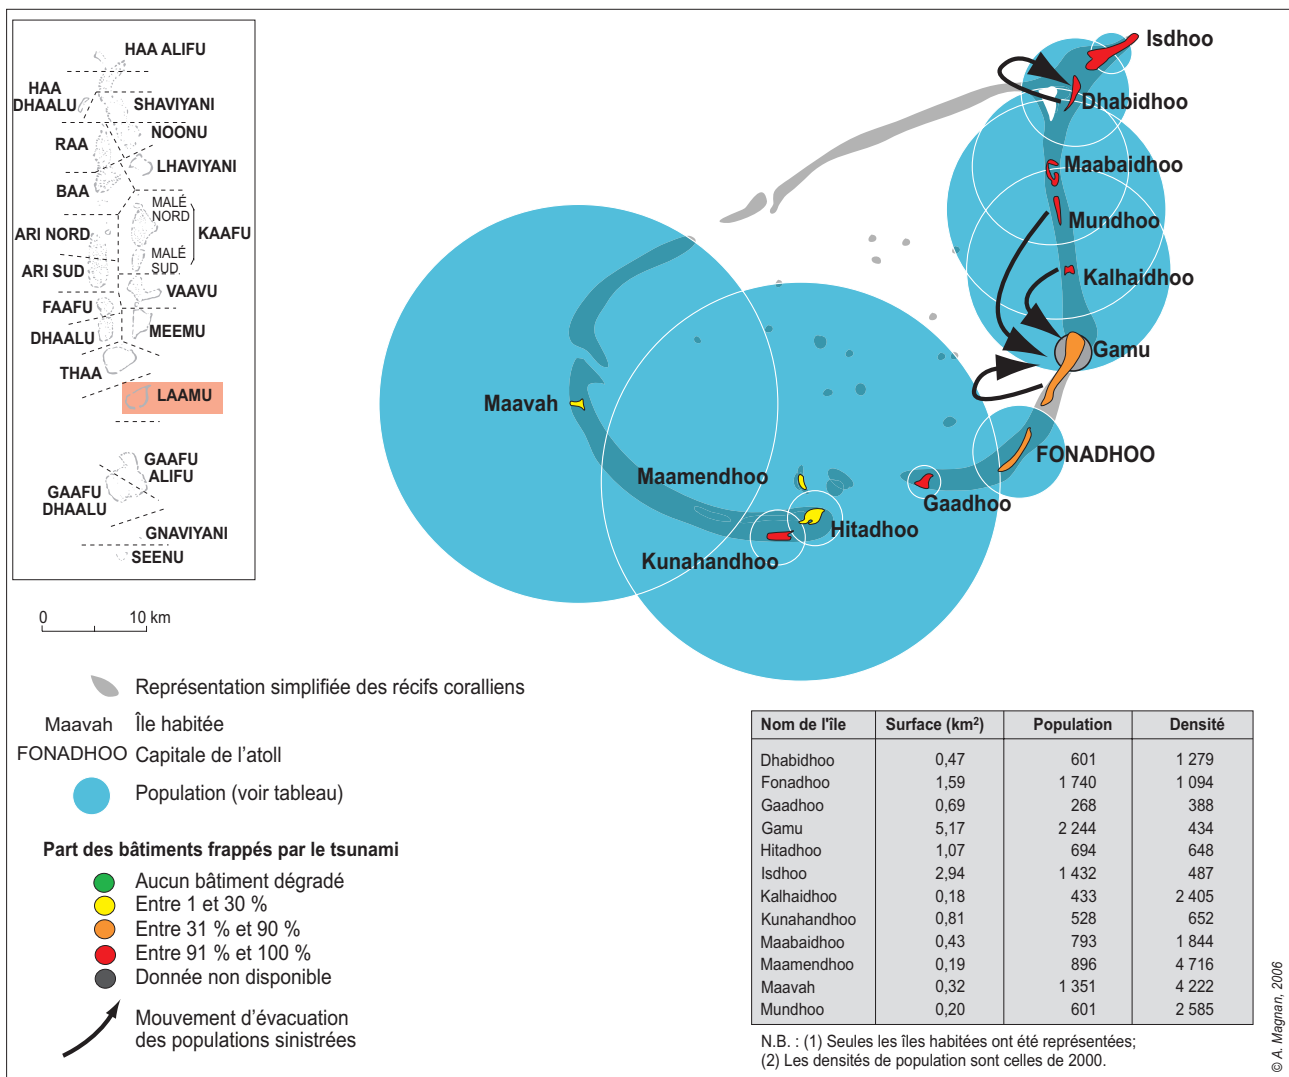 HAA ALIFU
HAA
DHAALU
SHAVIYANI
NOONU
RAA
LHAVIYANI
BAA
MALÉ
NORD
ARI NORD
KAAFU
MALÉ
SUD
ARI SUD
VAAVU
FAAFU
MEEMU
DHAALU
THAA
LAAMU
GAAFU
ALIFU
GAAFU
DHAALU
GNAVIYANI
SEENU
Isdhoo
Dhabidhoo
Maabaidhoo
Mundhoo
Kalhaidhoo
Gamu
Maavah
FONADHOO
Maamendhoo
Gaadhoo
Hitadhoo
Kunahandhoo
0 10 km
Représentation simplifiée des récifs coralliens
Maavah Île habitée
FONADHOO Capitale de l'atoll
Population (voir tableau)
Part des bâtiments frappés par le tsunami
Aucun bâtiment dégradé
Entre 1 et 30 %
Entre 31 % et 90 %
Entre 91 % et 100 %
Donnée non disponible
Mouvement d'évacuation
des populations sinistrées
Nom de l'île Surface (km²) Population Densité
Dhabidhoo 0,47 601 1 279
Fonadhoo 1,59 1 740 1 094
Gaadhoo 0,69 268 388
Gamu 5,17 2 244 434
Hitadhoo 1,07 694 648
Isdhoo 2,94 1 432 487
Kalhaidhoo 0,18 433 2 405
Kunahandhoo 0,81 528 652
Maabaidhoo 0,43 793 1 844
Maamendhoo 0,19 896 4 716
Maavah 0,32 1 351 4 222
Mundhoo 0,20 601 2 585
N.B. : (1) Seules les îles habitées ont été représentées;
(2) Les densités de population sont celles de 2000.
© A. Magnan, 2006